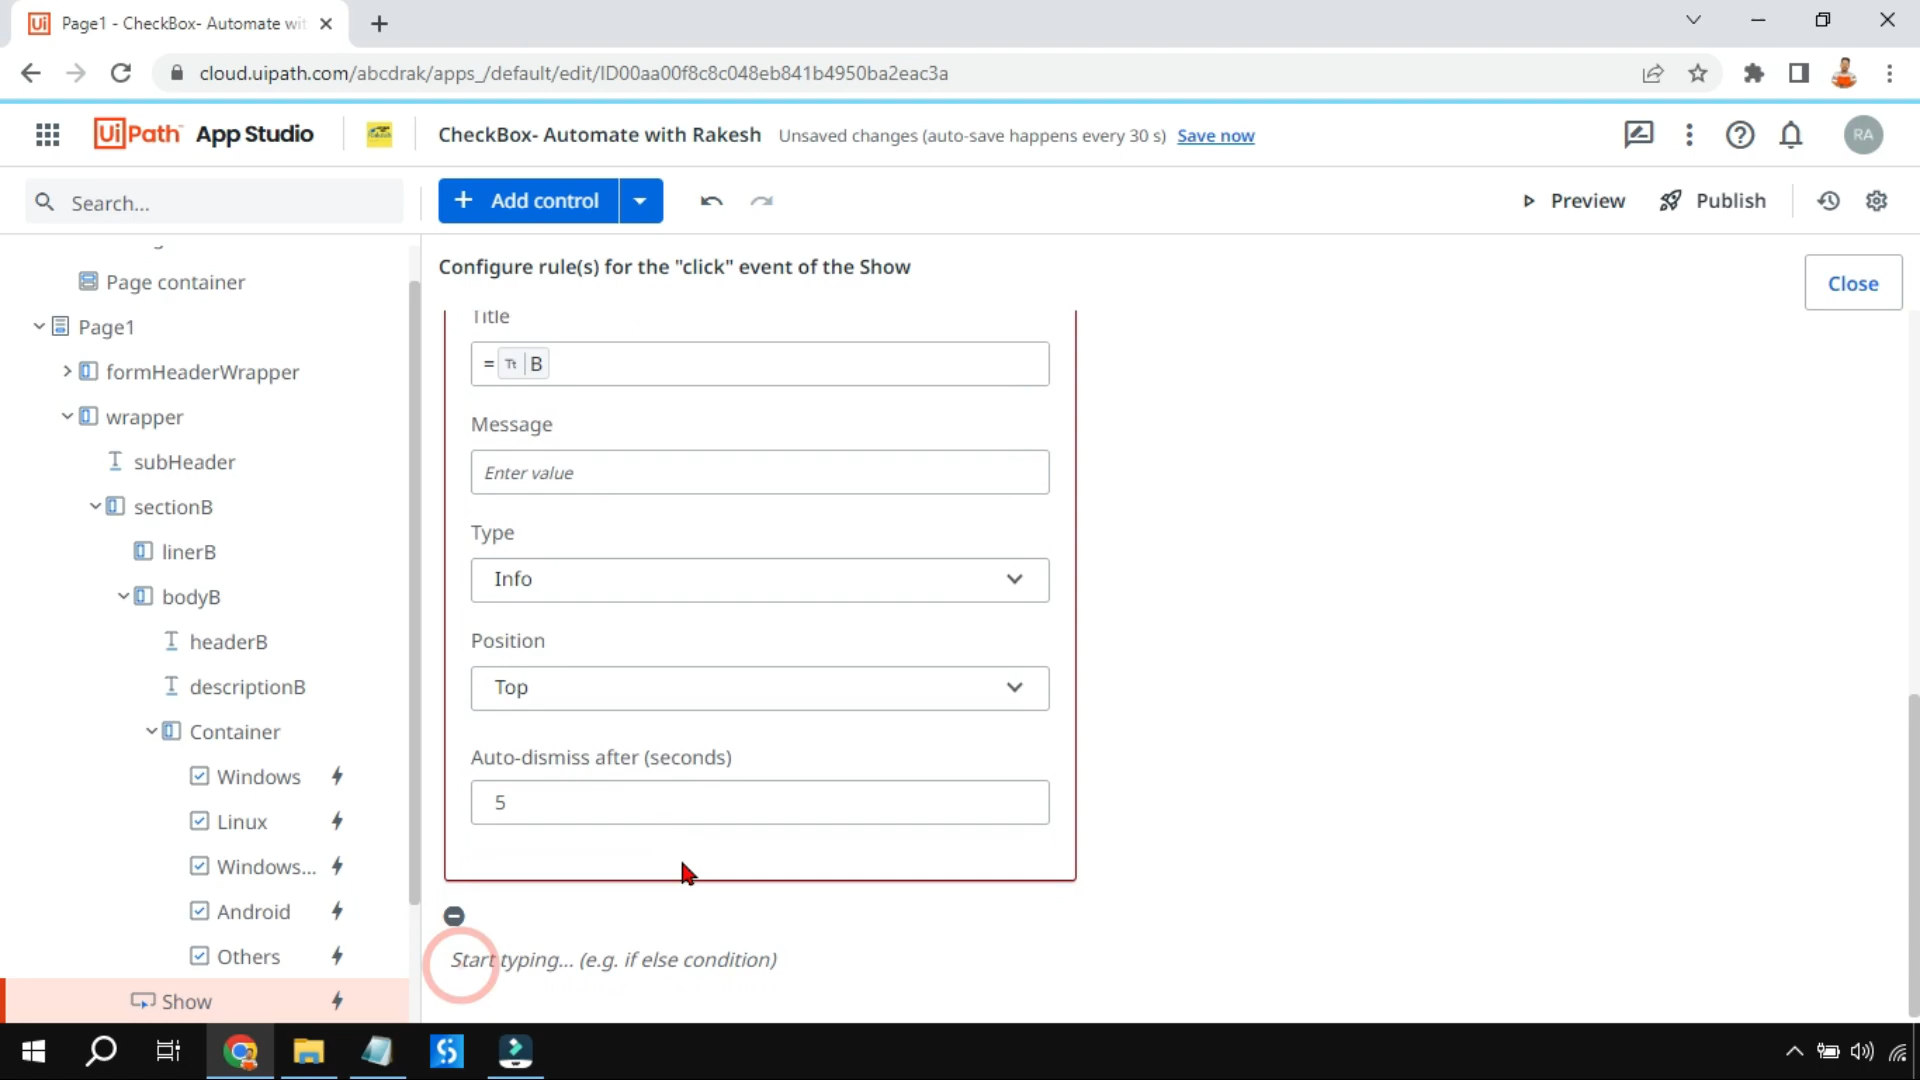 Page1 - CheckBox- Automate wit
cloud.uipath.com/abcdrak/apps_/default/edit/ID00aa00f8c8c048eb841b4950ba2eac3a
UiPath™ App Studio
CheckBox- Automate with Rakesh
Unsaved changes (auto-save happens every 30 s)
Save now
RA
Search...
+ Add control
Preview
Publish
Configure rule(s) for the "click" event of the Show
Close
Page container
Page1
formHeaderWrapper
wrapper
subHeader
sectionB
linerB
bodyB
headerB
descriptionB
Container
Windows
Linux
Windows...
Android
Others
Show
Title
= Tt B
Message
Enter value
Type
Info
Position
Top
Auto-dismiss after (seconds)
5
Start typing... (e.g. if else condition)